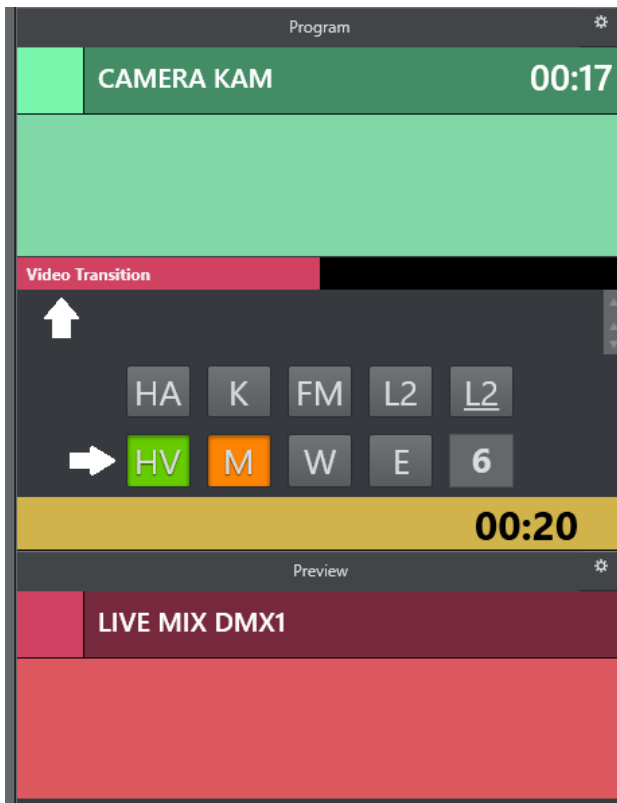 Program
CAMERA KAM 00:17
Video Transition
HA K FM L2 L2
HV M W E 6
00:20
Preview
LIVE MIX DMX1